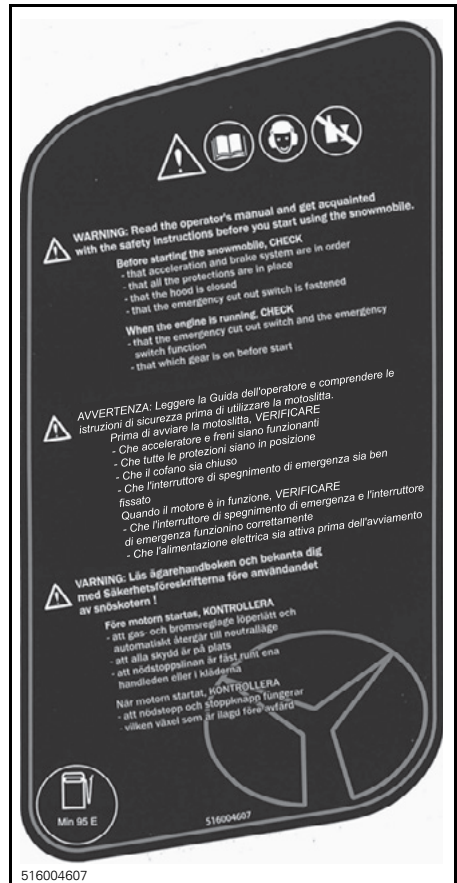 WARNING: Read the operator's manual and get acquainted
with the safety instructions before you start using the snowmobile.
Before starting the snowmobile, CHECK
- that acceleration and brake system are in order
- that all the protections are in place
- that the hood is closed
- that the emergency cut out switch is fastened
When the engine is running, CHECK
- that the emergency cut out switch and the emergency
switch function
- that which gear is on before start
AVVERTENZA: Leggere la Guida dell'operatore e comprendere le
istruzioni di sicurezza prima di utilizzare la motoslitta.
Prima di avviare la motoslitta, VERIFICARE
- Che acceleratore e freni siano funzionanti
- Che tutte le protezioni siano in posizione
- Che il cofano sia chiuso
- Che l'interruttore di spegnimento di emergenza sia ben
fissato
Quando il motore è in funzione, VERIFICARE
- Che l'interruttore di spegnimento di emergenza e l'interruttore
di emergenza funzionino correttamente
- Che l'alimentazione elettrica sia attiva prima dell'avviamento
VARNING: Läs ägarehandboken och bekanta dig
med Säkerhetsföreskrifterna före användandet
av snöskotern !
Före motorn startas, KONTROLLERA
- att gas- och bromsreglage löperlätt och
automatiskt återgår till neutralläge
- att alla skydd är på plats
- att nödstoppslinan är fäst runt ena
handleden eller i kläderna
När motorn startat, KONTROLLERA
- att nödstopp och stoppknapp fungerar
- vilken växel som är ilagd före avfärd
Min 95 E
516004607
516004607